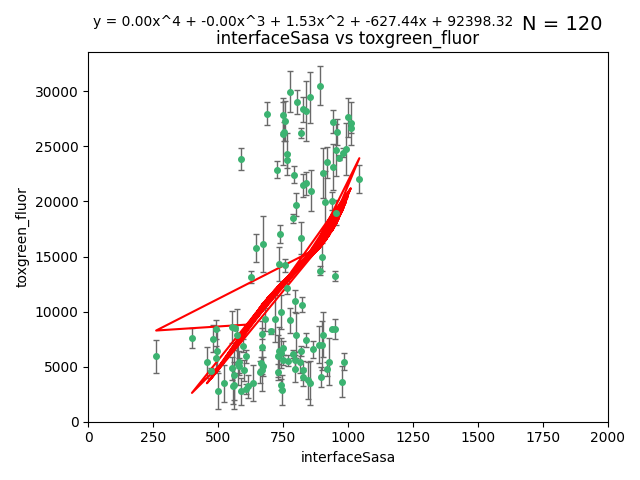 y = 0.00x^4 + -0.00x^3 + 1.53x^2 + -627.44x + 92398.32 N = 120
interfaceSasa vs toxgreen_fluor
30000
25000
20000
15000
10000
5000
0
toxgreen_fluor
0 250 500 750 1000 1250 1500 1750 2000
interfaceSasa